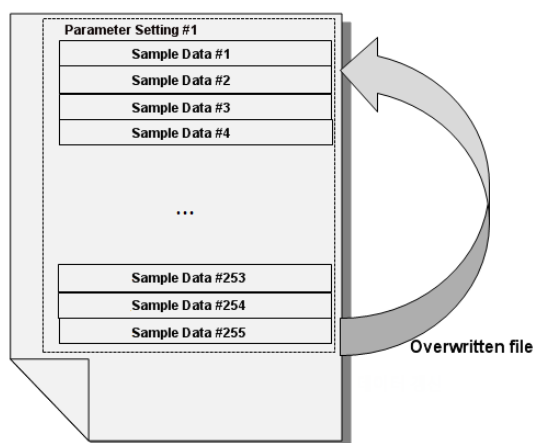 Parameter Setting #1
Sample Data #1
Sample Data #2
Sample Data #3
Sample Data #4
...
Sample Data #253
Sample Data #254
Sample Data #255
Overwritten file